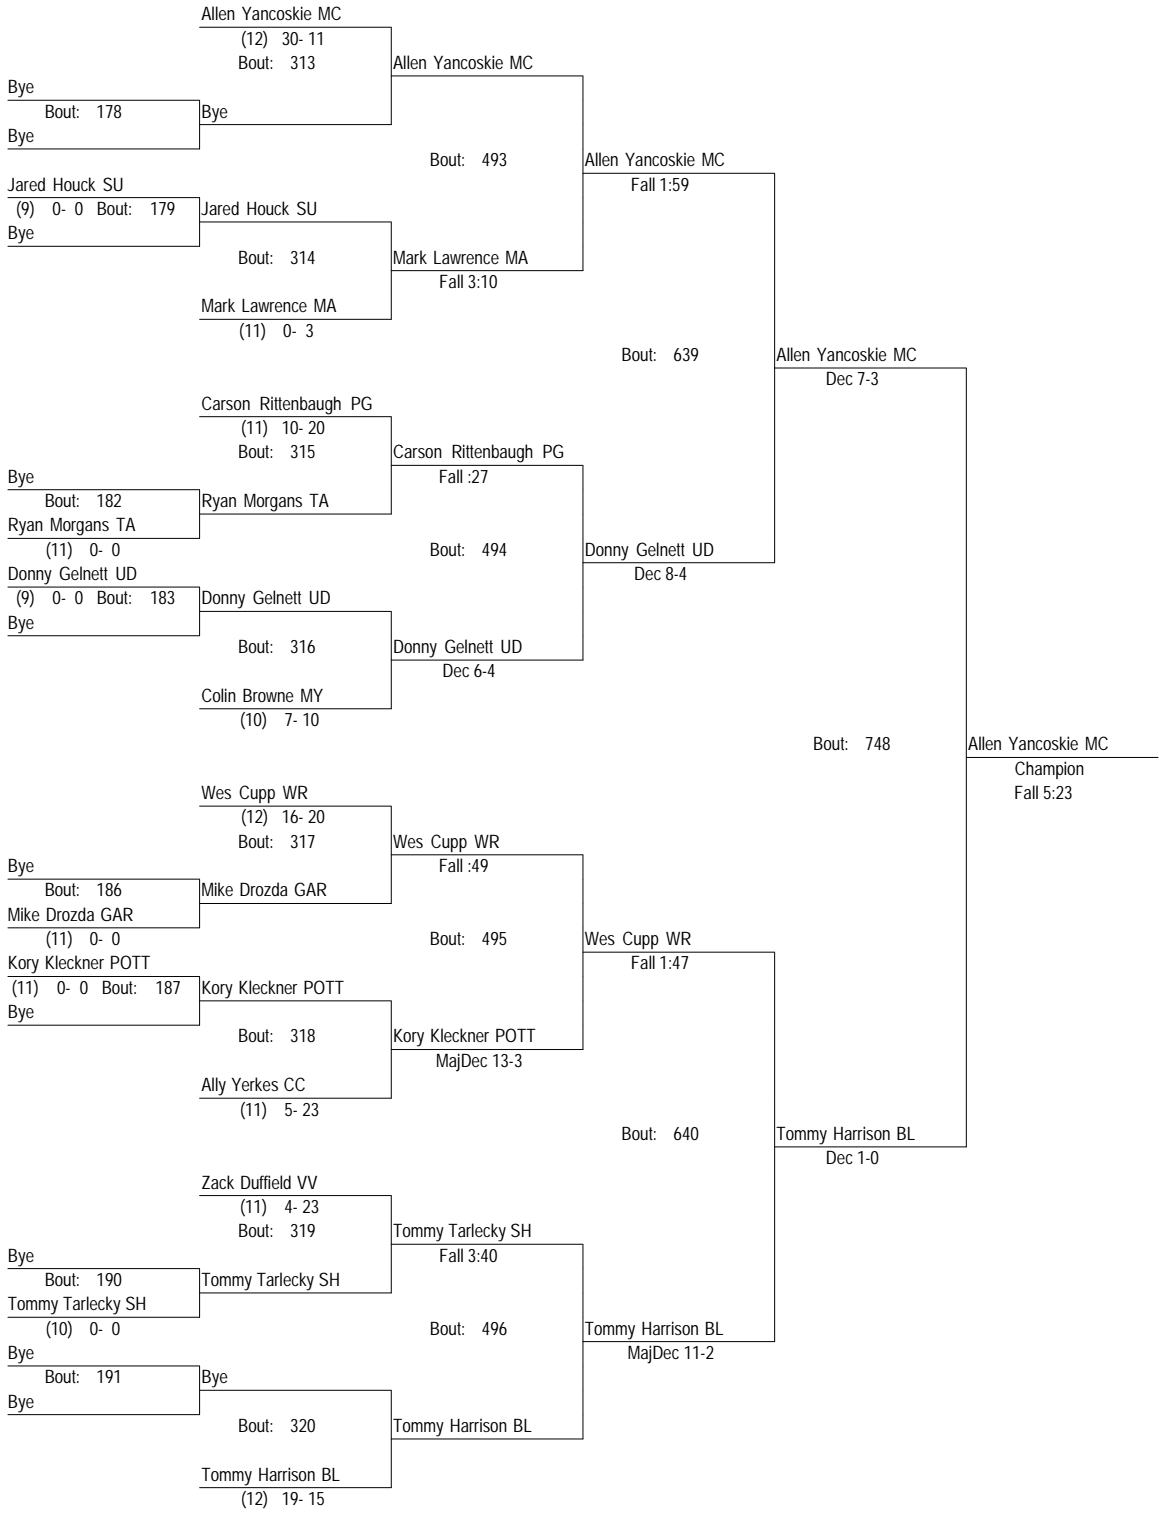 Allen Yancoskie MC
(12) 30- 11
Bout: 313
Allen Yancoskie MC
Bye
Bout: 178
Bye
Bye
Bout: 493
Allen Yancoskie MC
Fall 1:59
Jared Houck SU
(9) 0- 0 Bout: 179
Jared Houck SU
Bye
Bout: 314
Mark Lawrence MA
Fall 3:10
Mark Lawrence MA
(11) 0- 3
Bout: 639
Allen Yancoskie MC
Dec 7-3
Carson Rittenbaugh PG
(11) 10- 20
Bout: 315
Carson Rittenbaugh PG
Fall :27
Bye
Bout: 182
Ryan Morgans TA
Ryan Morgans TA
(11) 0- 0
Bout: 494
Donny Gelnett UD
Dec 8-4
Donny Gelnett UD
(9) 0- 0 Bout: 183
Donny Gelnett UD
Bye
Bout: 316
Donny Gelnett UD
Dec 6-4
Colin Browne MY
(10) 7- 10
Bout: 748
Allen Yancoskie MC
Champion
Fall 5:23
Wes Cupp WR
(12) 16- 20
Bout: 317
Wes Cupp WR
Fall :49
Bye
Bout: 186
Mike Drozda GAR
Mike Drozda GAR
(11) 0- 0
Bout: 495
Wes Cupp WR
Fall 1:47
Kory Kleckner POTT
(11) 0- 0 Bout: 187
Kory Kleckner POTT
Bye
Bout: 318
Kory Kleckner POTT
MajDec 13-3
Ally Yerkes CC
(11) 5- 23
Bout: 640
Tommy Harrison BL
Dec 1-0
Zack Duffield VV
(11) 4- 23
Bout: 319
Tommy Tarlecky SH
Fall 3:40
Bye
Bout: 190
Tommy Tarlecky SH
Tommy Tarlecky SH
(10) 0- 0
Bout: 496
Tommy Harrison BL
MajDec 11-2
Bye
Bout: 191
Bye
Bye
Bout: 320
Tommy Harrison BL
Tommy Harrison BL
(12) 19- 15